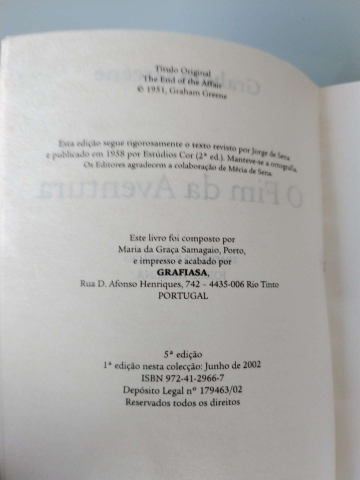 Título Original
The End of the Affair
© 1951, Graham Greene
Esta edição segue rigorosamente o texto revisto por Jorge de Sena
e publicado em 1958 por Estúdios Cor (2ª ed.). Manteve-se a ortografia.
Os Editores agradecem a colaboração de Mécia de Sena.
Este livro foi composto por
Maria da Graça Samagaio, Porto,
e impresso e acabado por
GRAFIASA,
Rua D. Afonso Henriques, 742 – 4435-006 Rio Tinto
PORTUGAL
5ª edição
1ª edição nesta colecção: Junho de 2002
ISBN 972-41-2966-7
Depósito Legal nº 179463/02
Reservados todos os direitos